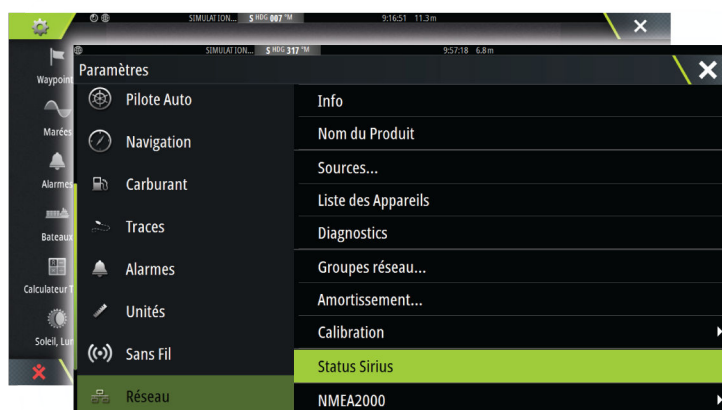 SIMULATION... S HDG 007 °M 9:16:51 11.3 m
SIMULATION... S HDG 317 °M 9:57:18 6.8 m
Paramètres
Waypoint
Marées
Alarmes
Bateaux
Calculateur T
Soleil, Lun
Pilote Auto
Navigation
Carburant
Traces
Alarmes
Unités
Sans Fil
Réseau
Info
Nom du Produit
Sources...
Liste des Appareils
Diagnostics
Groupes réseau...
Amortissement...
Calibration
Status Sirius
NMEA2000